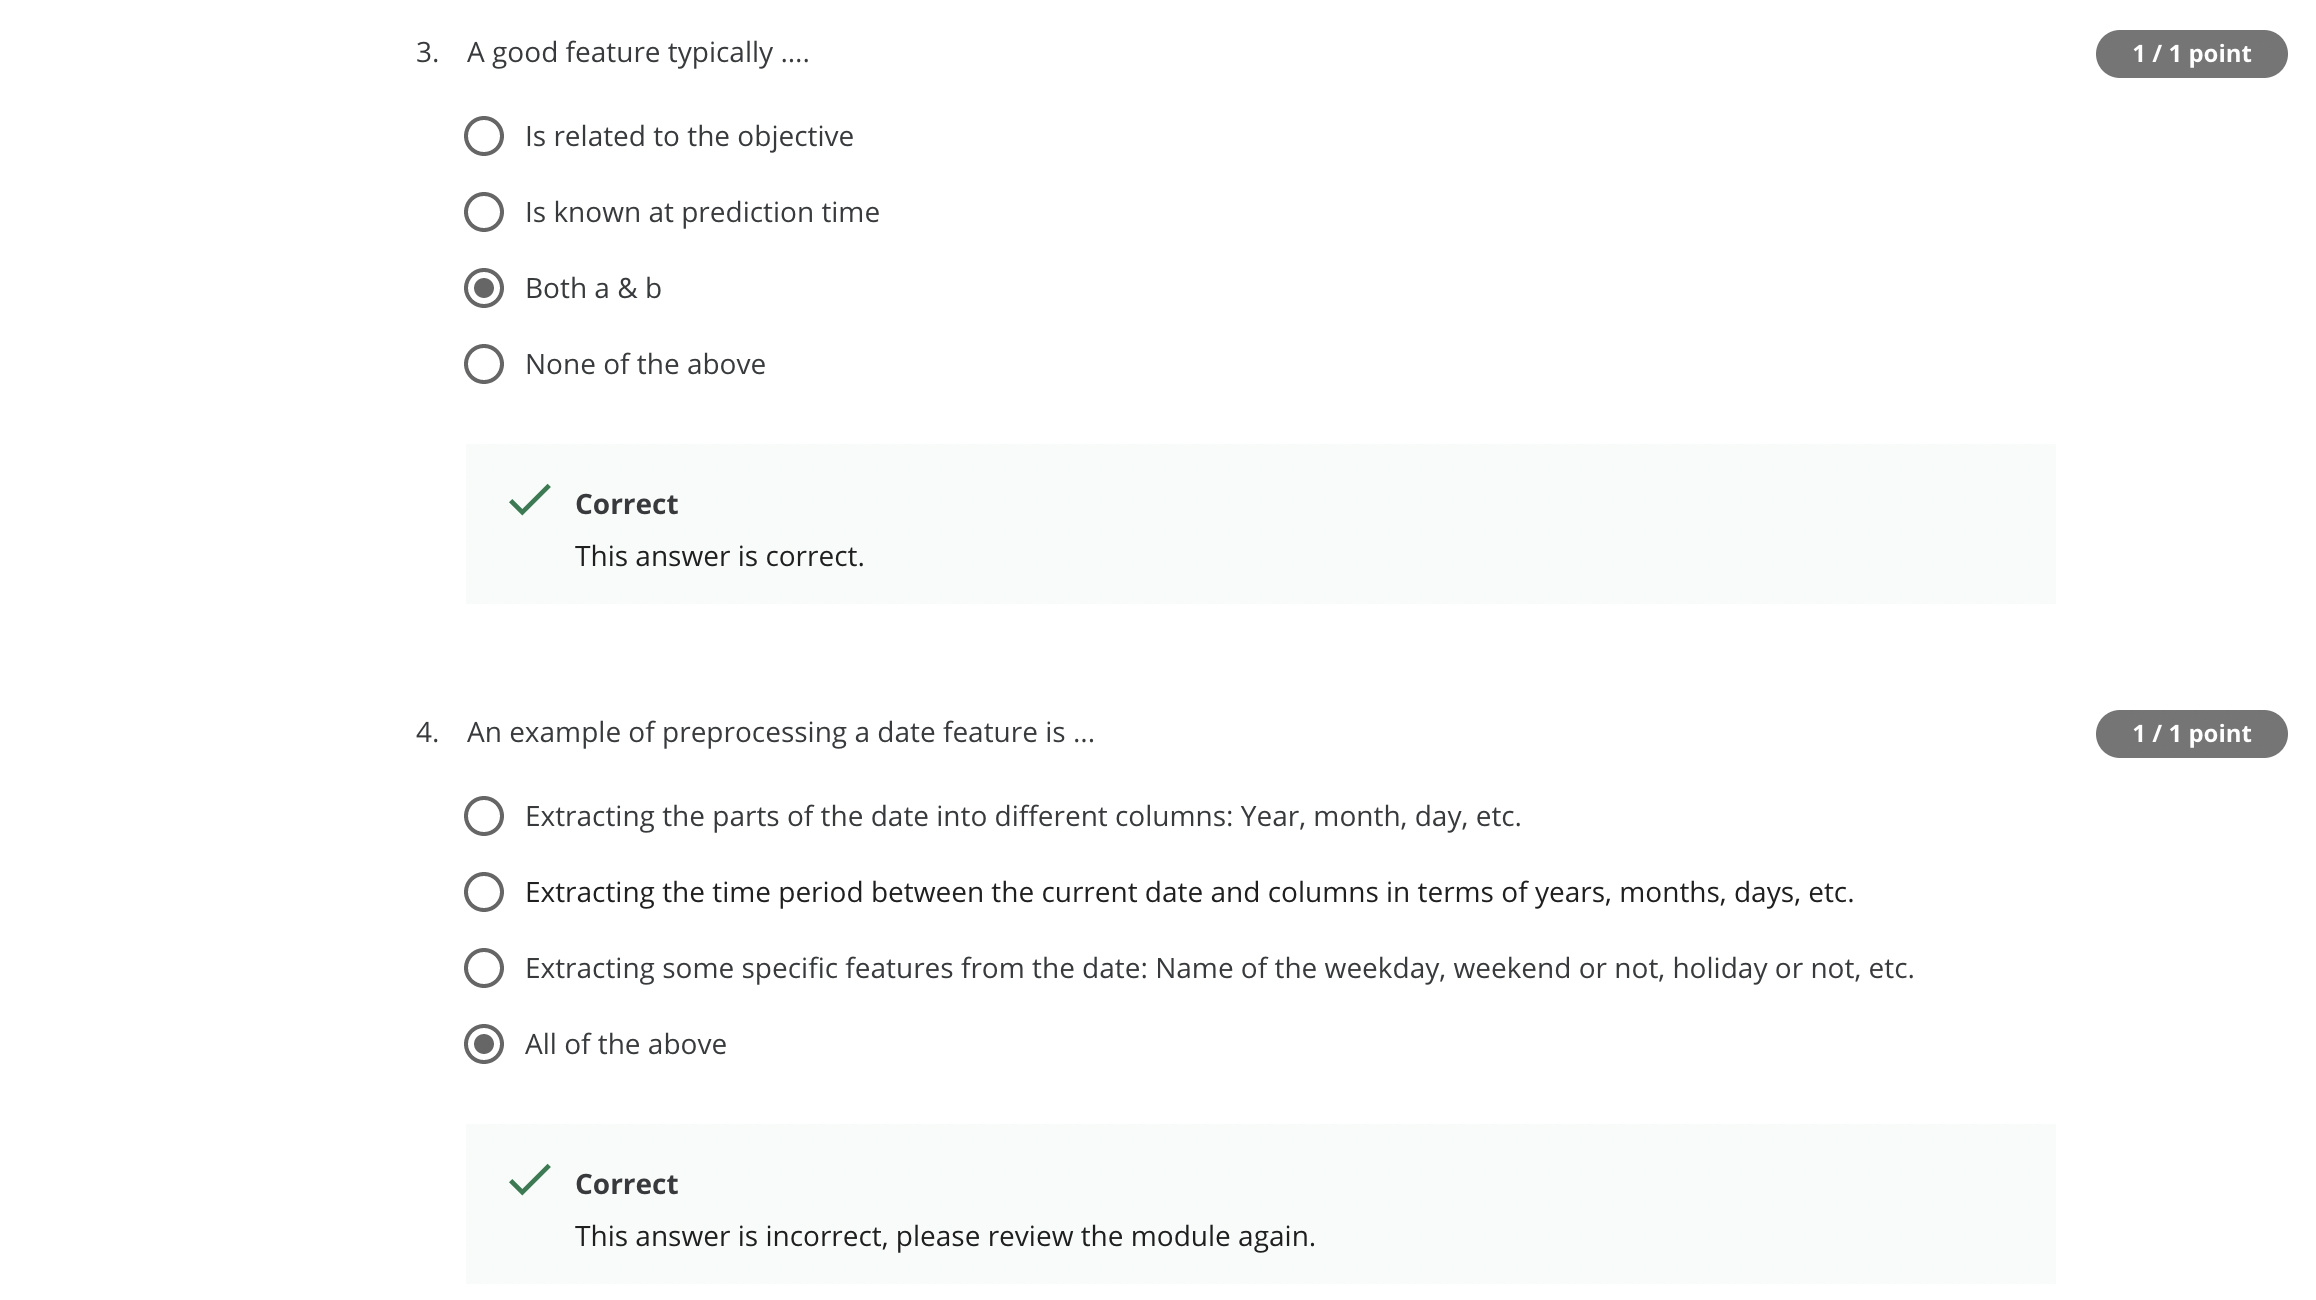 3. A good feature typically .... 1 / 1 point
Is related to the objective
Is known at prediction time
Both a & b
None of the above
Correct
This answer is correct.
4. An example of preprocessing a date feature is ... 1 / 1 point
Extracting the parts of the date into different columns: Year, month, day, etc.
Extracting the time period between the current date and columns in terms of years, months, days, etc.
Extracting some specific features from the date: Name of the weekday, weekend or not, holiday or not, etc.
All of the above
Correct
This answer is incorrect, please review the module again.